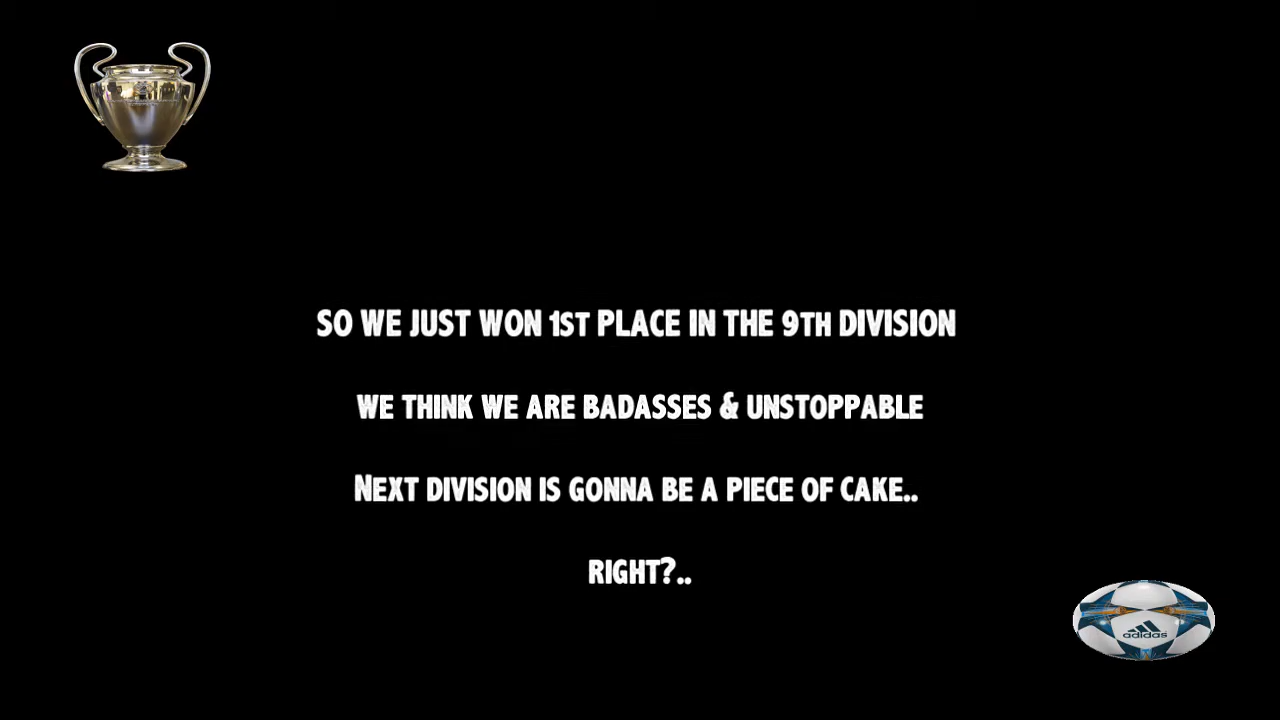 SO WE JUST WON 1ST PLACE IN THE 9TH DIVISION
WE THINK WE ARE BADASSES & UNSTOPPABLE
NEXT DIVISION IS GONNA BE A PIECE OF CAKE..
RIGHT?..
adidas